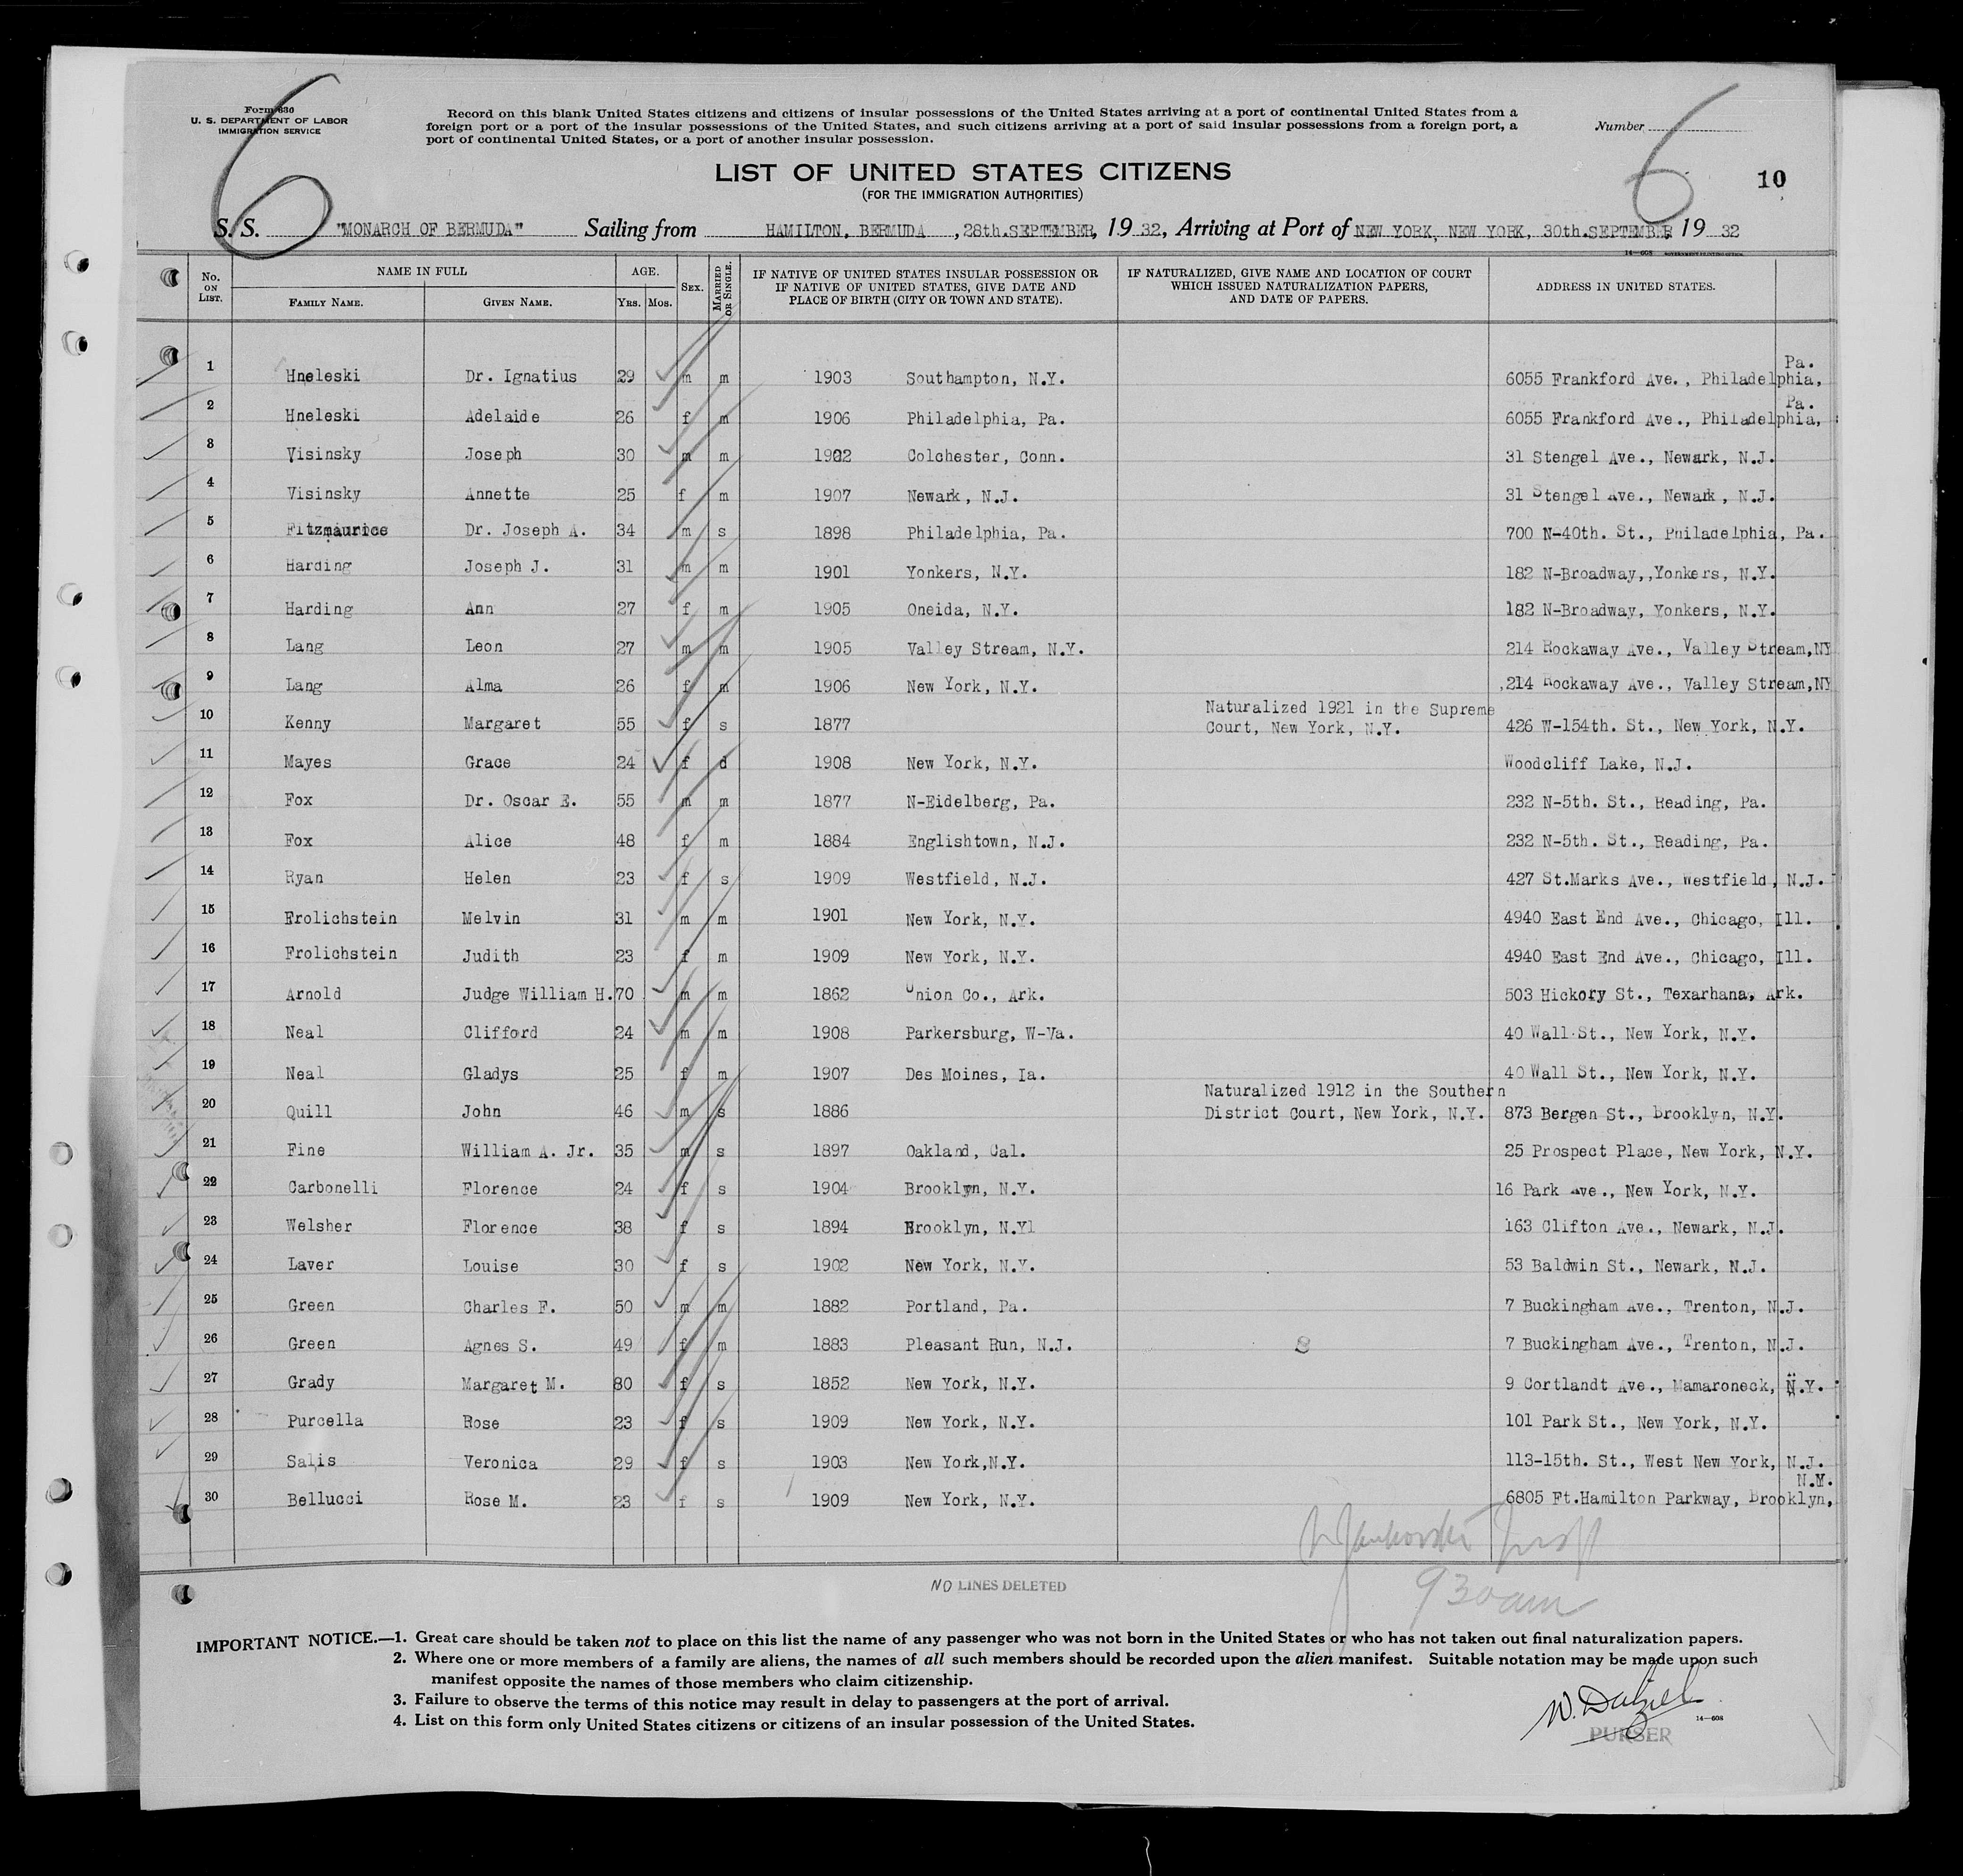 Form 630
U. S. DEPARTMENT OF LABOR
IMMIGRATION SERVICE
Record on this blank United States citizens and citizens of insular possessions of the United States arriving at a port of continental United States from a
foreign port or a port of the insular possessions of the United States, and such citizens arriving at a port of said insular possessions from a foreign port, a
port of continental United States, or a port of another insular possession.
Number
6
6
LIST OF UNITED STATES CITIZENS
(FOR THE IMMIGRATION AUTHORITIES)
10
S. S. "MONARCH OF BERMUDA" Sailing from HAMILTON, BERMUDA, 28th.SEPTEMBER, 19 32, Arriving at Port of NEW YORK, NEW YORK, 30th.SEPTEMBER 19 32
14—608 GOVERNMENT PRINTING OFFICE
No. ON LIST. NAME IN FULL FAMILY NAME. GIVEN NAME. AGE. YRS. MOS. SEX. MARRIED OR SINGLE. IF NATIVE OF UNITED STATES INSULAR POSSESSION OR IF NATIVE OF UNITED STATES, GIVE DATE AND PLACE OF BIRTH (CITY OR TOWN AND STATE). IF NATURALIZED, GIVE NAME AND LOCATION OF COURT WHICH ISSUED NATURALIZATION PAPERS, AND DATE OF PAPERS. ADDRESS IN UNITED STATES.
1 Hneleski Dr. Ignatius 29 m m 1903 Southampton, N.Y. 6055 Frankford Ave., Philadelphia, Pa.
2 Hneleski Adelaide 26 f m 1906 Philadelphia, Pa. 6055 Frankford Ave., Philadelphia, Pa.
3 Visinsky Joseph 30 m m 1902 Colchester, Conn. 31 Stengel Ave., Newark, N.J.
4 Visinsky Annette 25 f m 1907 Newark, N.J. 31 Stengel Ave., Newark, N.J.
5 Fitzmaurice Dr. Joseph A. 34 m s 1898 Philadelphia, Pa. 700 N-40th. St., Philadelphia, Pa.
6 Harding Joseph J. 31 m m 1901 Yonkers, N.Y. 182 N-Broadway,,Yonkers, N.Y.
7 Harding Ann 27 f m 1905 Oneida, N.Y. 182 N-Broadway, Yonkers, N.Y.
8 Lang Leon 27 m m 1905 Valley Stream, N.Y. 214 Rockaway Ave., Valley Stream,NY
9 Lang Alma 26 f m 1906 New York, N.Y. ,214 Rockaway Ave., Valley Stream,NY
10 Kenny Margaret 55 f s 1877 Naturalized 1921 in the Supreme Court, New York, N.Y. 426 W-154th. St., New York, N.Y.
11 Mayes Grace 24 f d 1908 New York, N.Y. Woodcliff Lake, N.J.
12 Fox Dr. Oscar E. 55 m m 1877 N-Eidelberg, Pa. 232 N-5th. St., Reading, Pa.
13 Fox Alice 48 f m 1884 Englishtown, N.J. 232 N-5th. St., Reading, Pa.
14 Ryan Helen 23 f s 1909 Westfield, N.J. 427 St.Marks Ave., Westfield, N.J.
15 Frolichstein Melvin 31 m m 1901 New York, N.Y. 4940 East End Ave., Chicago, Ill.
16 Frolichstein Judith 23 f m 1909 New York, N.Y. 4940 East End Ave., Chicago, Ill.
17 Arnold Judge William H. 70 m m 1862 Union Co., Ark. 503 Hickory St., Texarhana, Ark.
18 Neal Clifford 24 m m 1908 Parkersburg, W-Va. 40 Wall St., New York, N.Y.
19 Neal Gladys 25 f m 1907 Des Moines, Ia. 40 Wall St., New York, N.Y.
20 Quill John 46 m s 1886 Naturalized 1912 in the Southern District Court, New York, N.Y. 873 Bergen St., Brooklyn, N.Y.
21 Fine William A. Jr. 35 m s 1897 Oakland, Cal. 25 Prospect Place, New York, N.Y.
22 Carbonelli Florence 24 f s 1904 Brooklyn, N.Y. 16 Park Ave., New York, N.Y.
23 Welsher Florence 38 f s 1894 Brooklyn, N.Yl 163 Clifton Ave., Newark, N.J.
24 Laver Louise 30 f s 1902 New York, N.Y. 53 Baldwin St., Newark, N.J.
25 Green Charles F. 50 m m 1882 Portland, Pa. 7 Buckingham Ave., Trenton, N.J.
26 Green Agnes S. 49 f m 1883 Pleasant Run, N.J. 7 Buckingham Ave., Trenton, N.J.
27 Grady Margaret M. 80 f s 1852 New York, N.Y. 9 Cortlandt Ave., Mamaroneck, N.Y.
28 Purcella Rose 23 f s 1909 New York, N.Y. 101 Park St., New York, N.Y.
29 Salis Veronica 29 f s 1903 New York,N.Y. 113-15th. St., West New York, N.J.
30 Bellucci Rose M. 23 f s 1909 New York, N.Y. 6805 Ft.Hamilton Parkway, Brooklyn, N.Y.
930am
NO LINES DELETED
IMPORTANT NOTICE.—1. Great care should be taken not to place on this list the name of any passenger who was not born in the United States or who has not taken out final naturalization papers.
2. Where one or more members of a family are aliens, the names of all such members should be recorded upon the alien manifest. Suitable notation may be made upon such
manifest opposite the names of those members who claim citizenship.
3. Failure to observe the terms of this notice may result in delay to passengers at the port of arrival.
4. List on this form only United States citizens or citizens of an insular possession of the United States.
W. Dalziel
14—608
PURSER